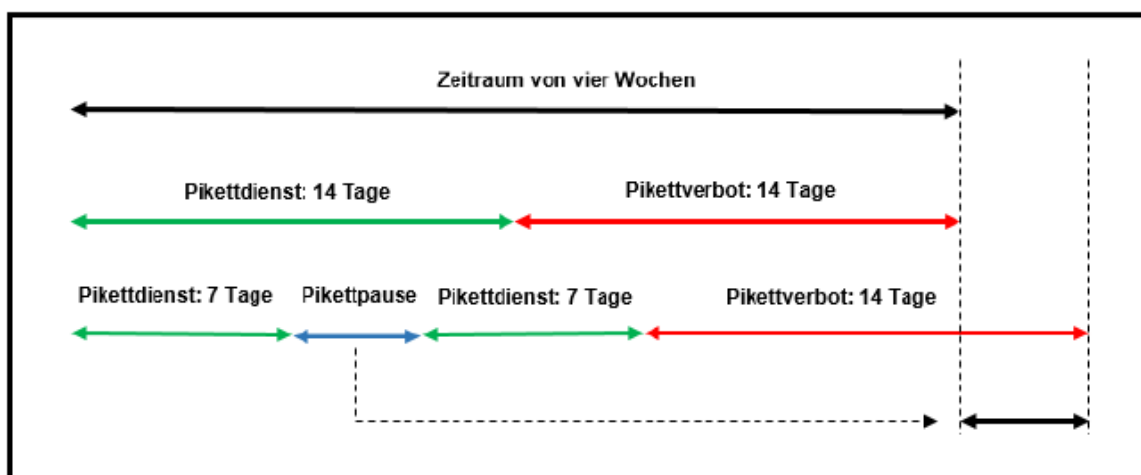 Zeitraum von vier Wochen
Pikettdienst: 14 Tage
Pikettverbot: 14 Tage
Pikettdienst: 7 Tage
Pikettpause
Pikettdienst: 7 Tage
Pikettverbot: 14 Tage